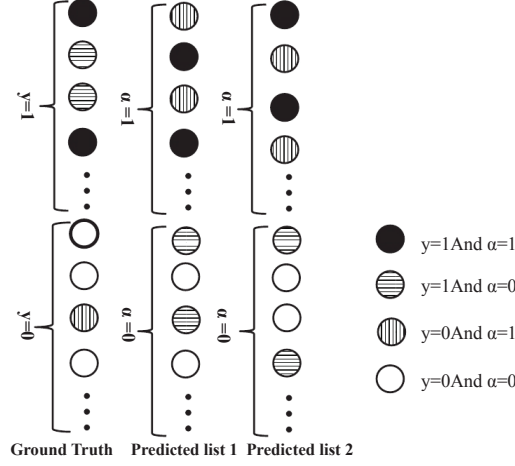 y=1
α=1
α=1
y=0
α=0
α=0
y=1And α=1
y=1And α=0
y=0And α=1
y=0And α=0
Ground Truth Predicted list 1 Predicted list 2